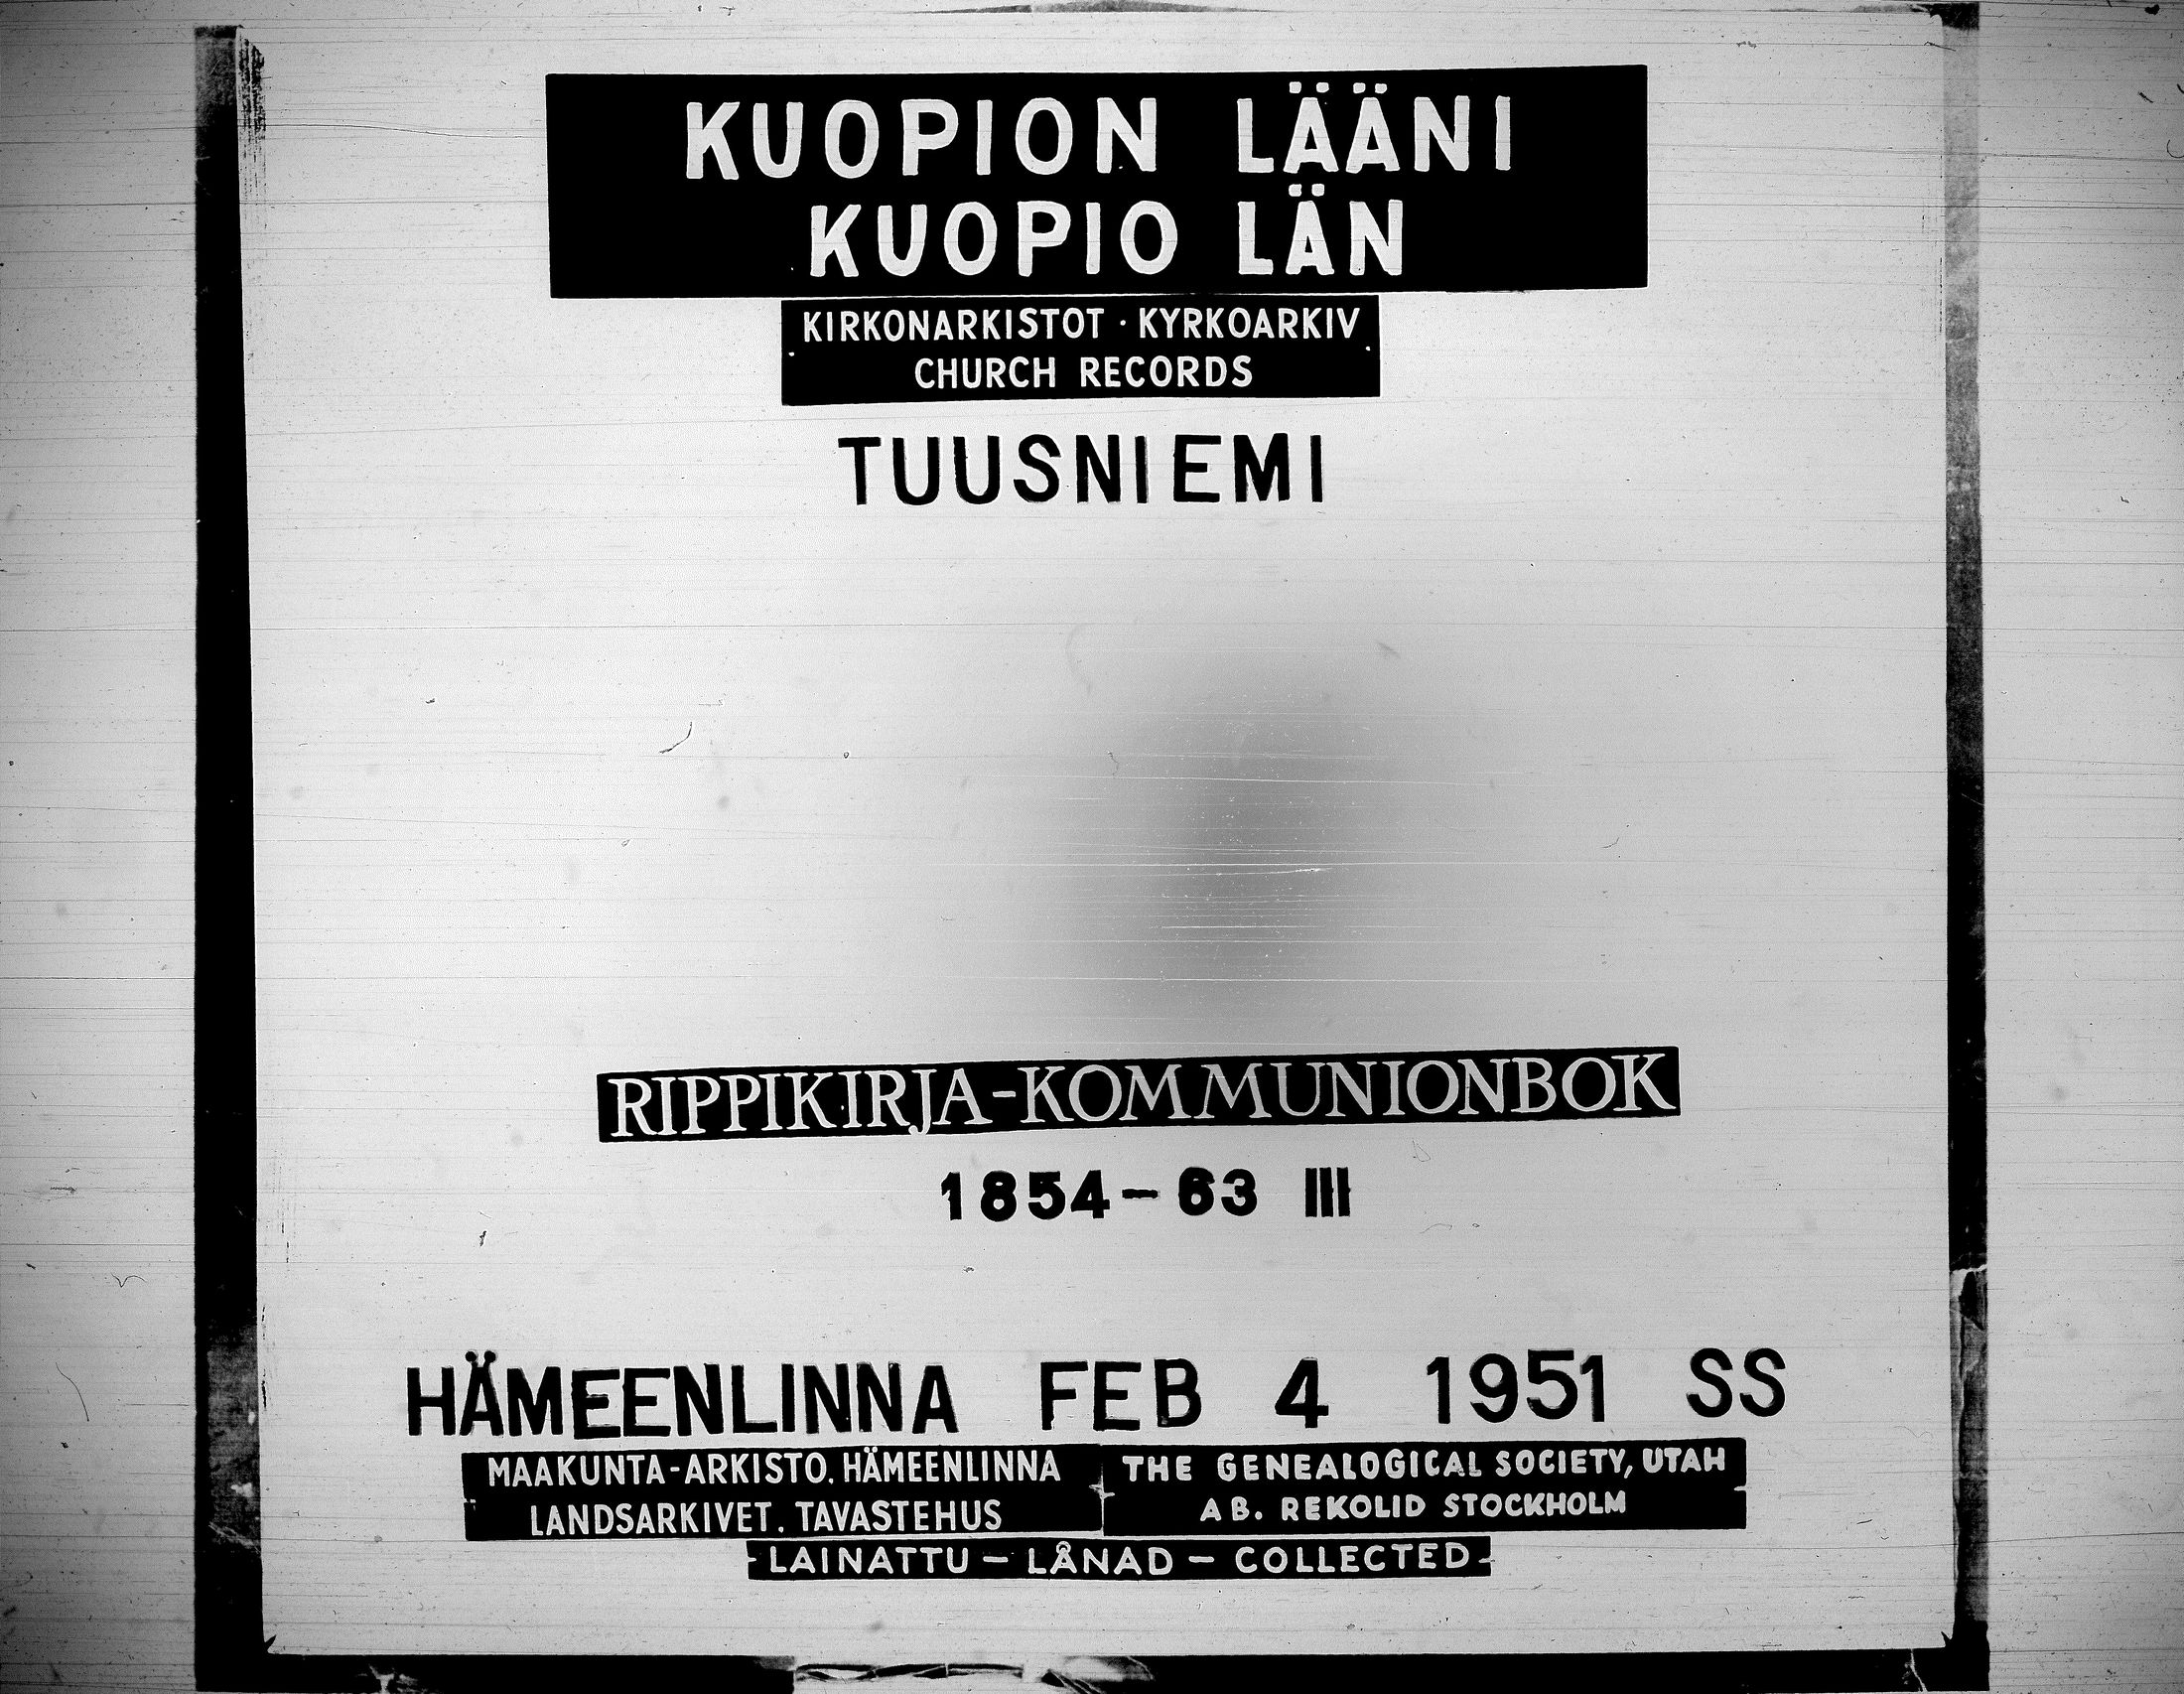 KUOPION LÄÄNI
KUOPIO LÄN
KIRKONARKISTOT · KYRKOARKIV
CHURCH RECORDS
TUUSNIEMI
RIPPIKIRJA-KOMMUNIONBOK
1854-63 III
HÄMEENLINNA FEB 4 1951 SS
MAAKUNTA-ARKISTO. HÄMEENLINNA
LANDSARKIVET. TAVASTEHUS
THE GENEALOGICAL SOCIETY, UTAH
AB. REKOLID STOCKHOLM
LAINATTU - LÅNAD - COLLECTED